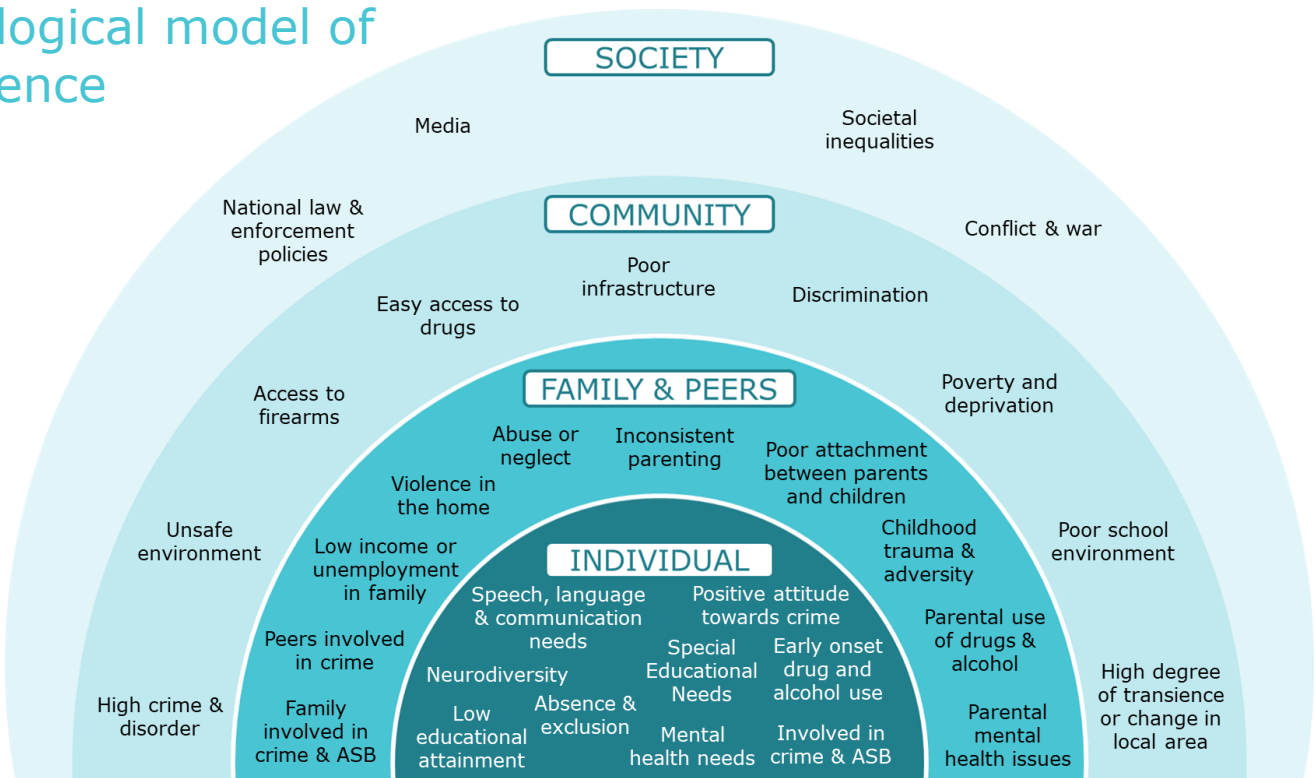 logical model of
ence
SOCIETY
Media
Societal
inequalities
National law &
enforcement
policies
Conflict & war
COMMUNITY
Poor
infrastructure
Easy access to
drugs
Discrimination
Access to
firearms
Poverty and
deprivation
Unsafe
environment
Poor school
environment
High crime &
disorder
High degree
of transience
or change in
local area
FAMILY & PEERS
Abuse or
neglect
Inconsistent
parenting
Poor attachment
between parents
and children
Violence in
the home
Childhood
trauma &
adversity
Low income or
unemployment
in family
Parental use
of drugs &
alcohol
Peers involved
in crime
Family
involved in
crime & ASB
Parental
mental
health issues
INDIVIDUAL
Speech, language
& communication
needs
Positive attitude
towards crime
Neurodiversity
Special
Educational
Needs
Early onset
drug and
alcohol use
Low
educational
attainment
Absence &
exclusion
Mental
health needs
Involved in
crime & ASB